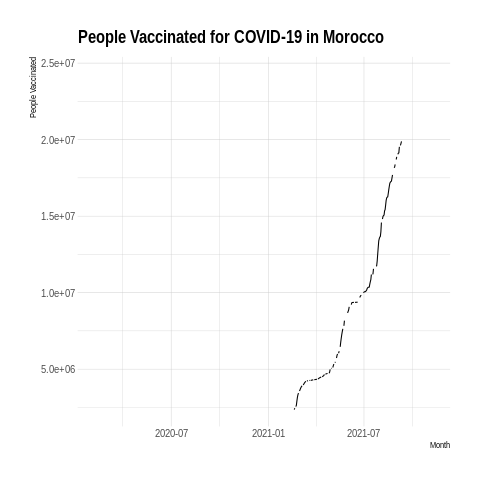 People Vaccinated for COVID-19 in Morocco
People Vaccinated
2.5e+07
2.0e+07
1.5e+07
1.0e+07
5.0e+06
2020-07
2021-01
2021-07
Month